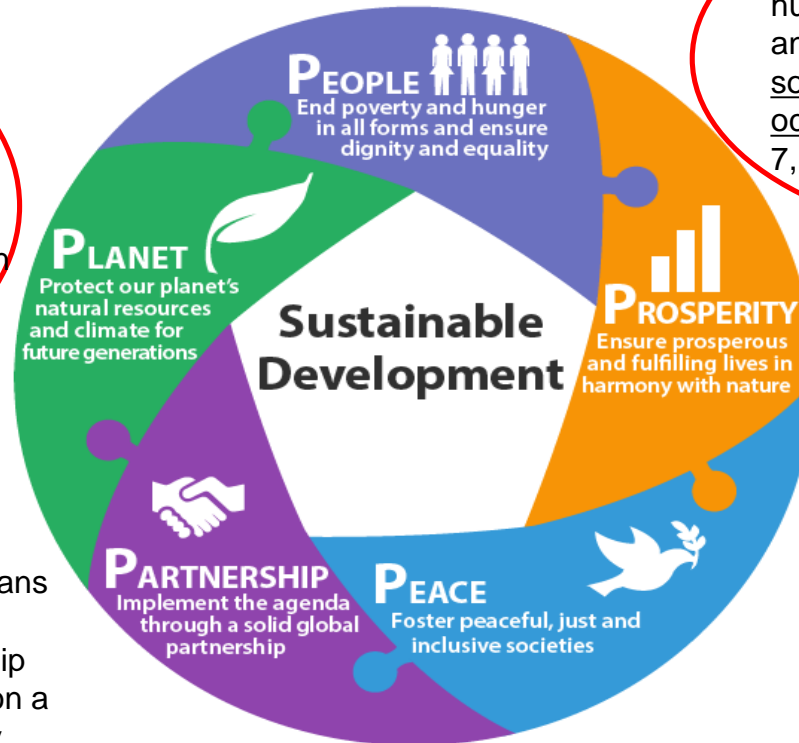 PEOPLE
End poverty and hunger
in all forms and ensure
dignity and equality
PLANET
Protect our planet's
natural resources
and climate for
future generations
Sustainable
Development
PROSPERITY
Ensure prosperous
and fulfilling lives in
harmony with nature
PARTNERSHIP
Implement the agenda
through a solid global
partnership
PEACE
Foster peaceful, just and
inclusive societies
7,
on a